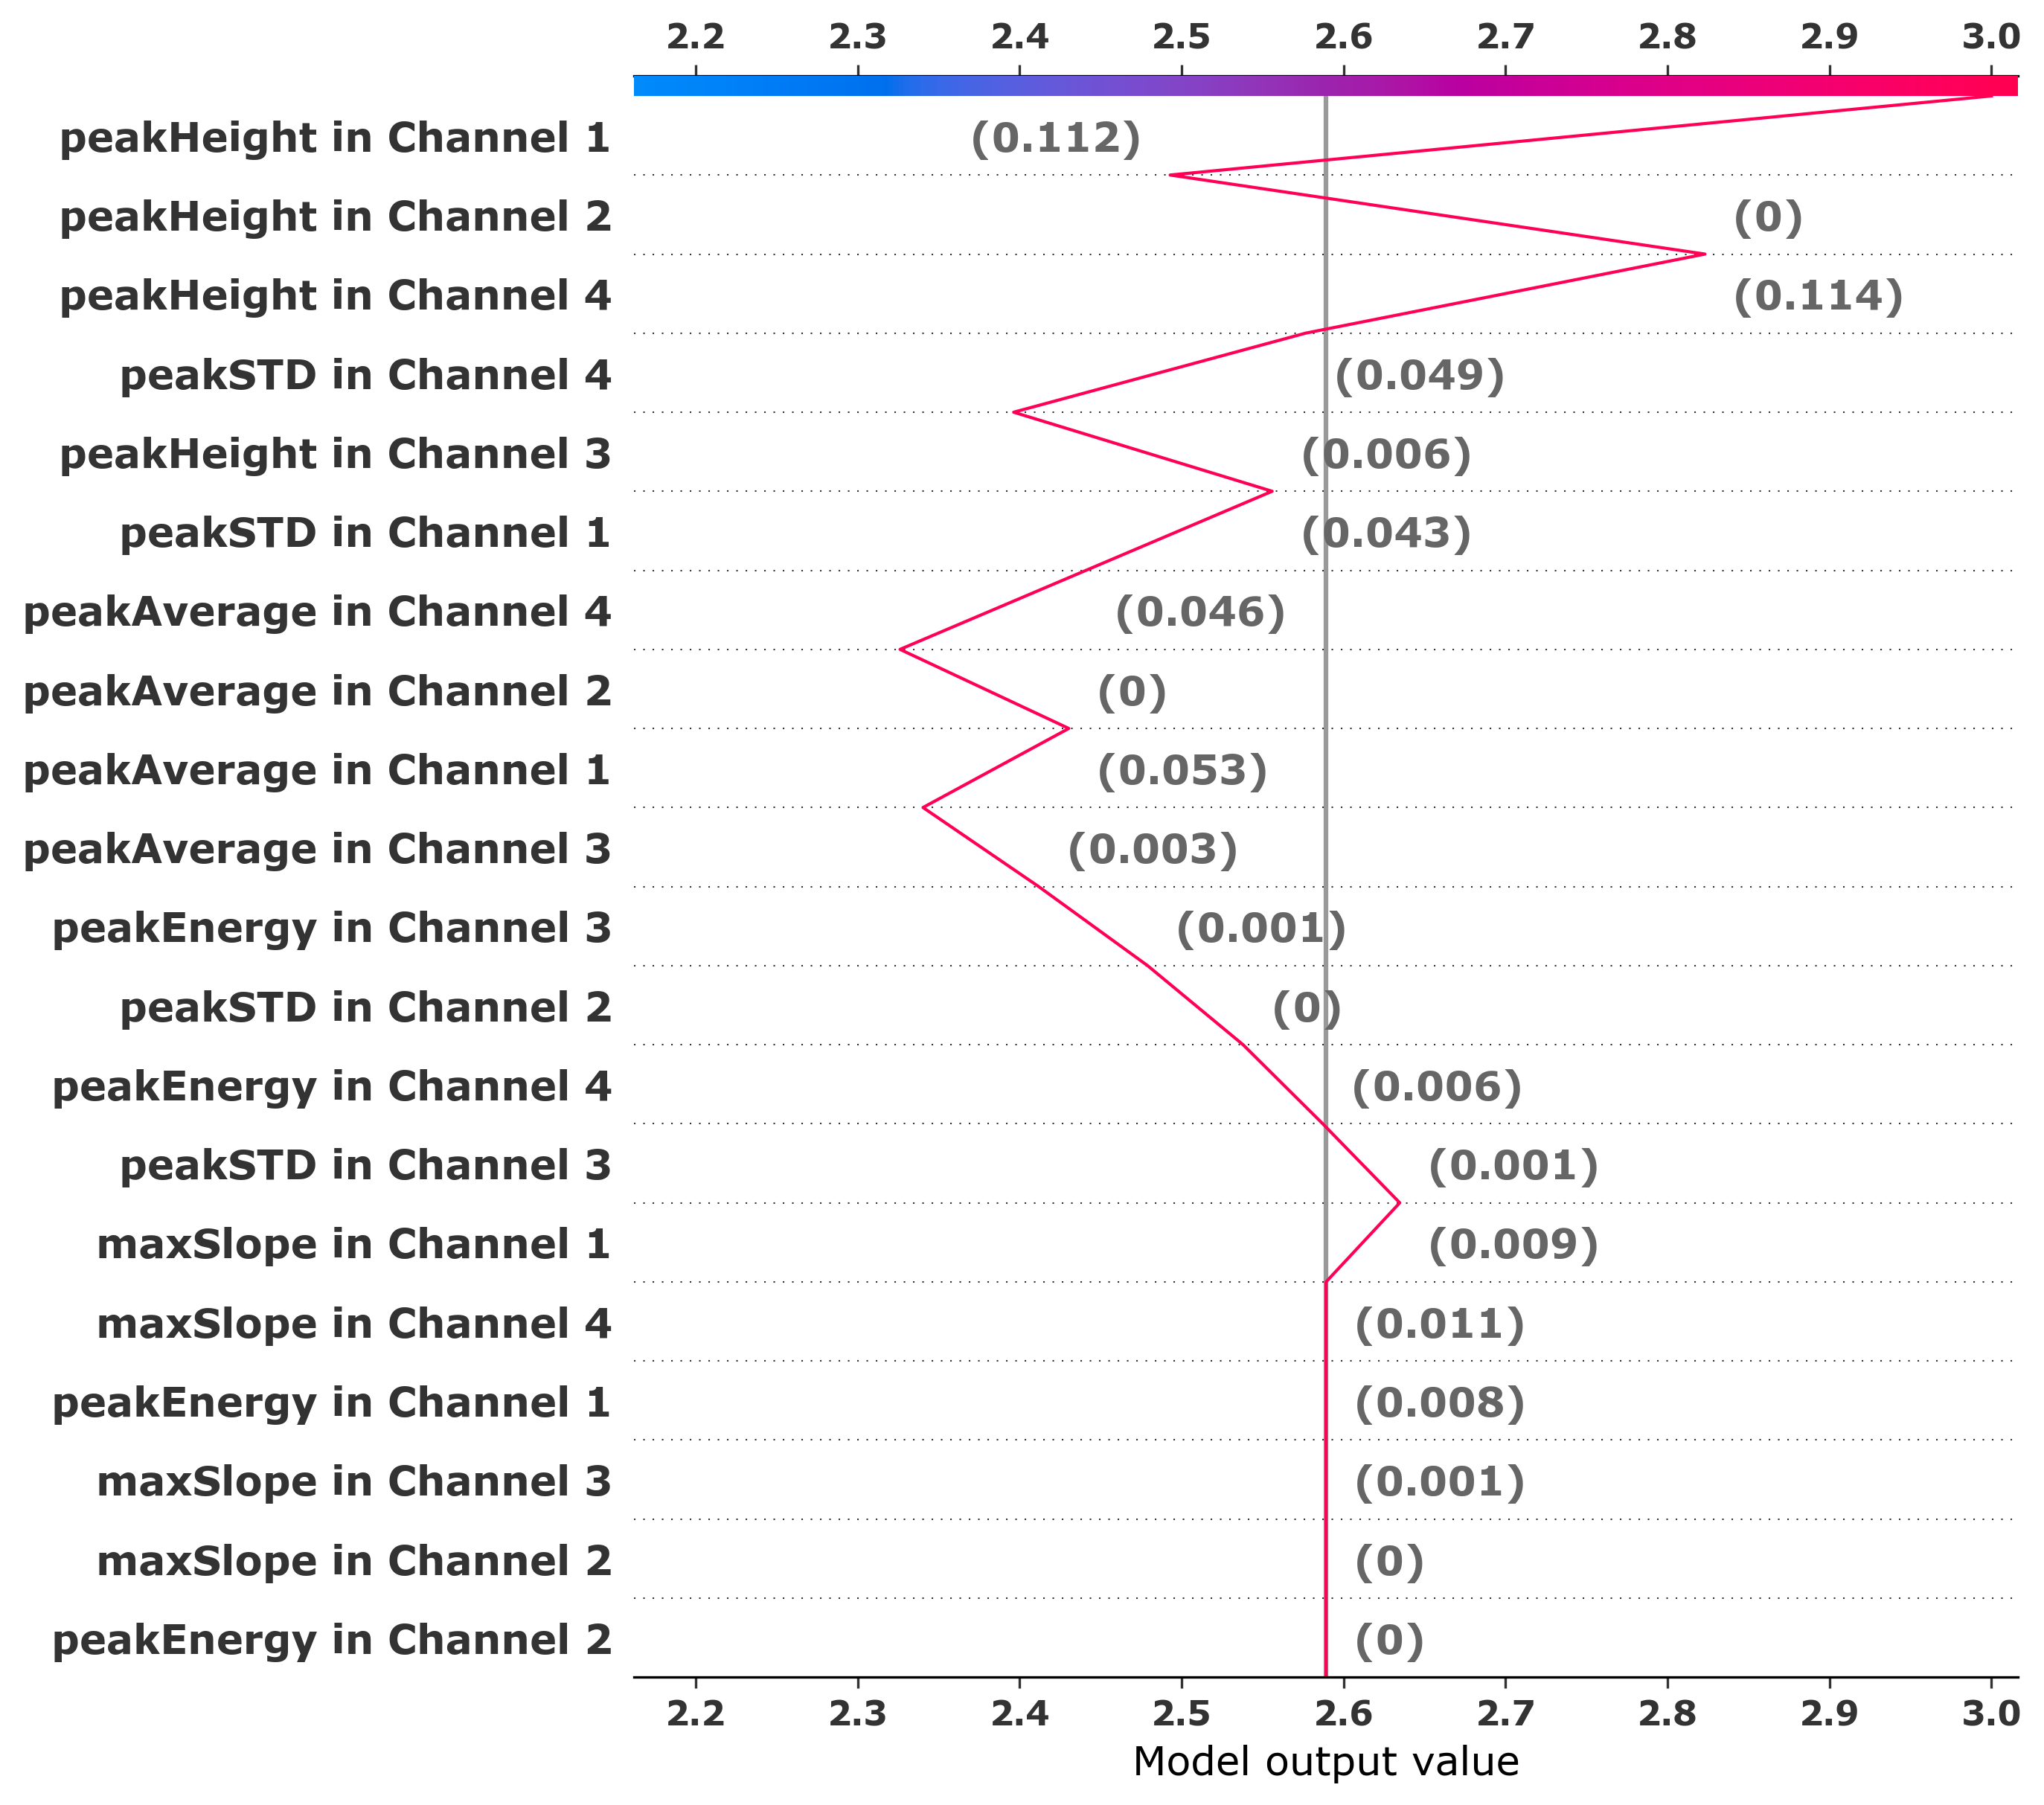 2.2 2.3 2.4 2.5 2.6 2.7 2.8 2.9 3.0
peakHeight in Channel 1 (0.112)
peakHeight in Channel 2 (0)
peakHeight in Channel 4 (0.114)
peakSTD in Channel 4 (0.049)
peakHeight in Channel 3 (0.006)
peakSTD in Channel 1 (0.043)
peakAverage in Channel 4 (0.046)
peakAverage in Channel 2 (0)
peakAverage in Channel 1 (0.053)
peakAverage in Channel 3 (0.003)
peakEnergy in Channel 3 (0.001)
peakSTD in Channel 2 (0)
peakEnergy in Channel 4 (0.006)
peakSTD in Channel 3 (0.001)
maxSlope in Channel 1 (0.009)
maxSlope in Channel 4 (0.011)
peakEnergy in Channel 1 (0.008)
maxSlope in Channel 3 (0.001)
maxSlope in Channel 2 (0)
peakEnergy in Channel 2 (0)
2.2 2.3 2.4 2.5 2.6 2.7 2.8 2.9 3.0
Model output value